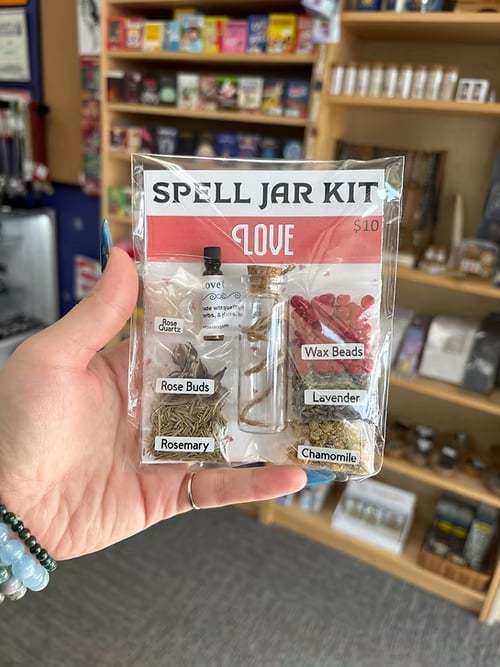 SPELL JAR KIT
LOVE
$10
Rose
Quartz
Wax Beads
Rose Buds
Lavender
Rosemary
Chamomile